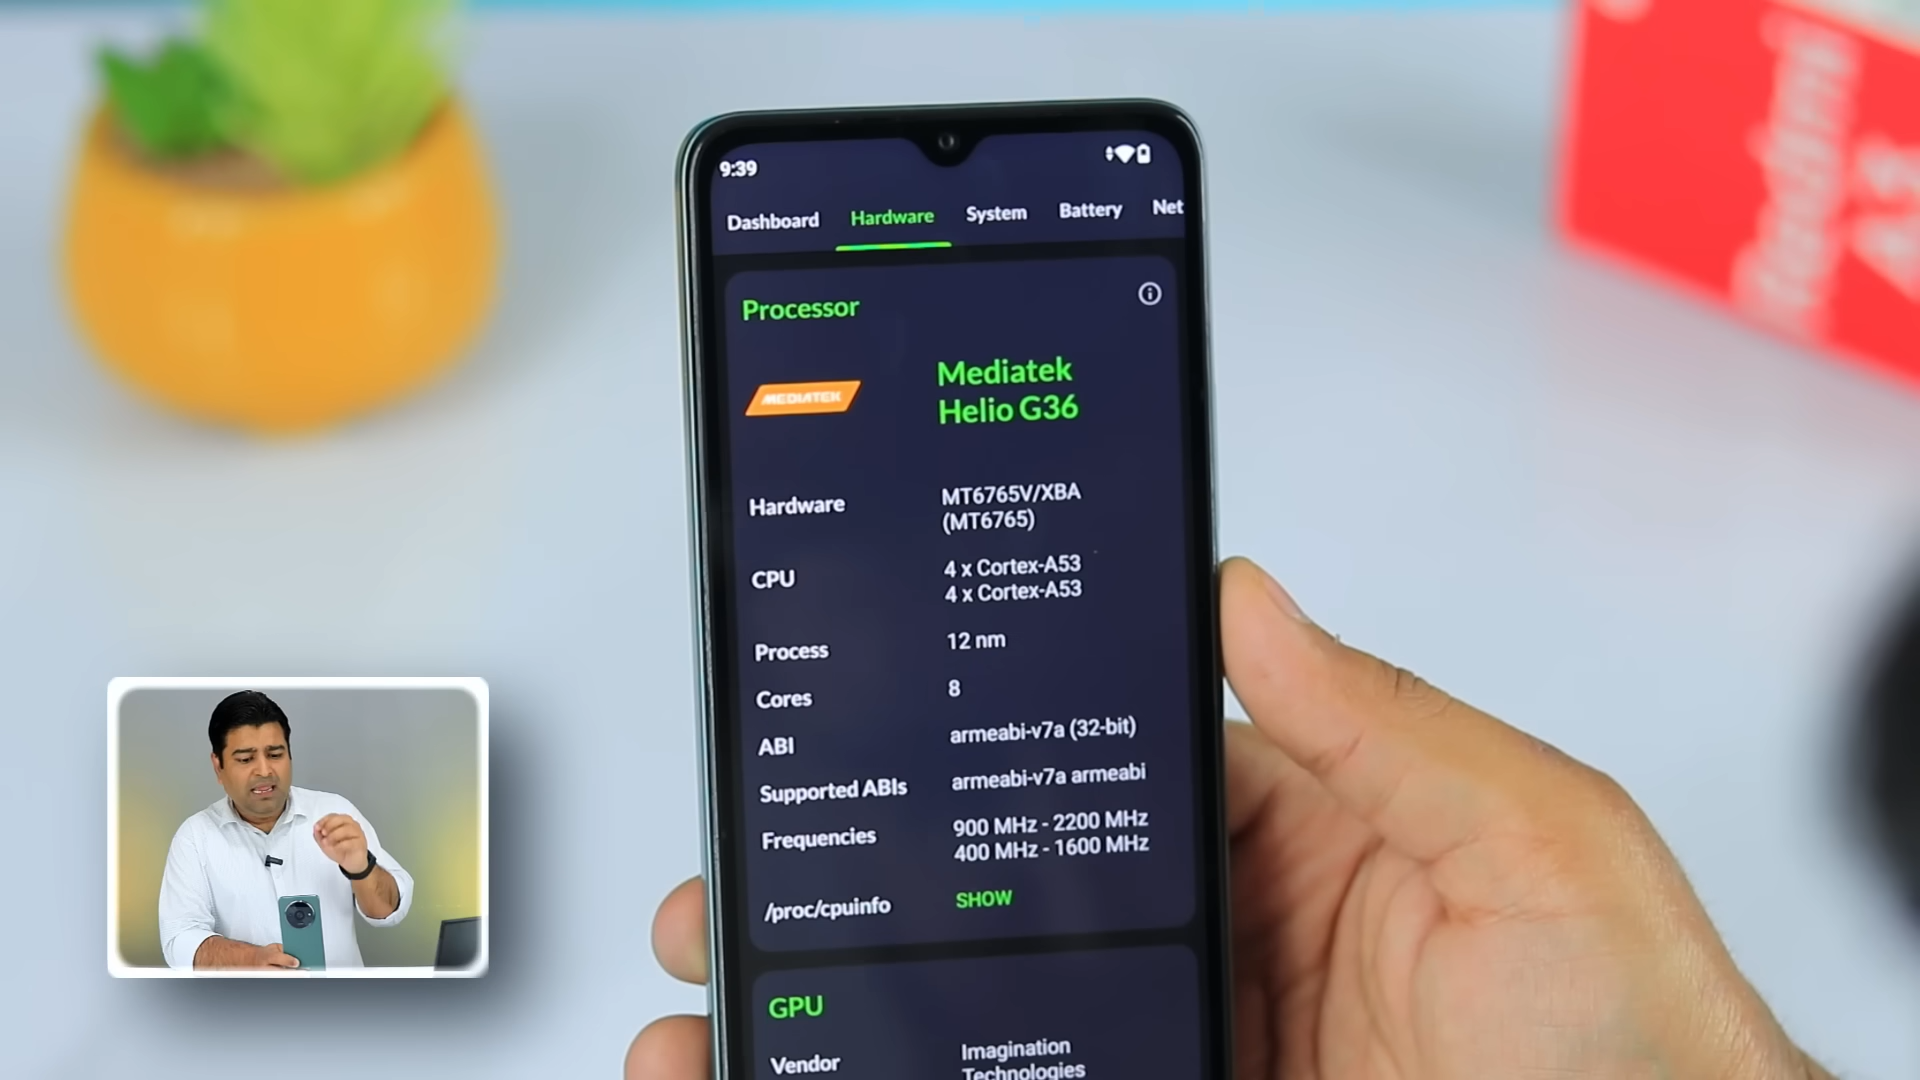 9:39
Dashboard Hardware System Battery Net
Processor
MEDIATEK
Mediatek
Helio G36
Hardware MT6765V/XBA
(MT6765)
CPU 4 x Cortex-A53
4 x Cortex-A53
Process 12 nm
Cores 8
ABI armeabi-v7a (32-bit)
Supported ABIs armeabi-v7a armeabi
Frequencies 900 MHz - 2200 MHz
400 MHz - 1600 MHz
/proc/cpuinfo SHOW
GPU
Vendor Imagination
Technologies
Redmi
A3